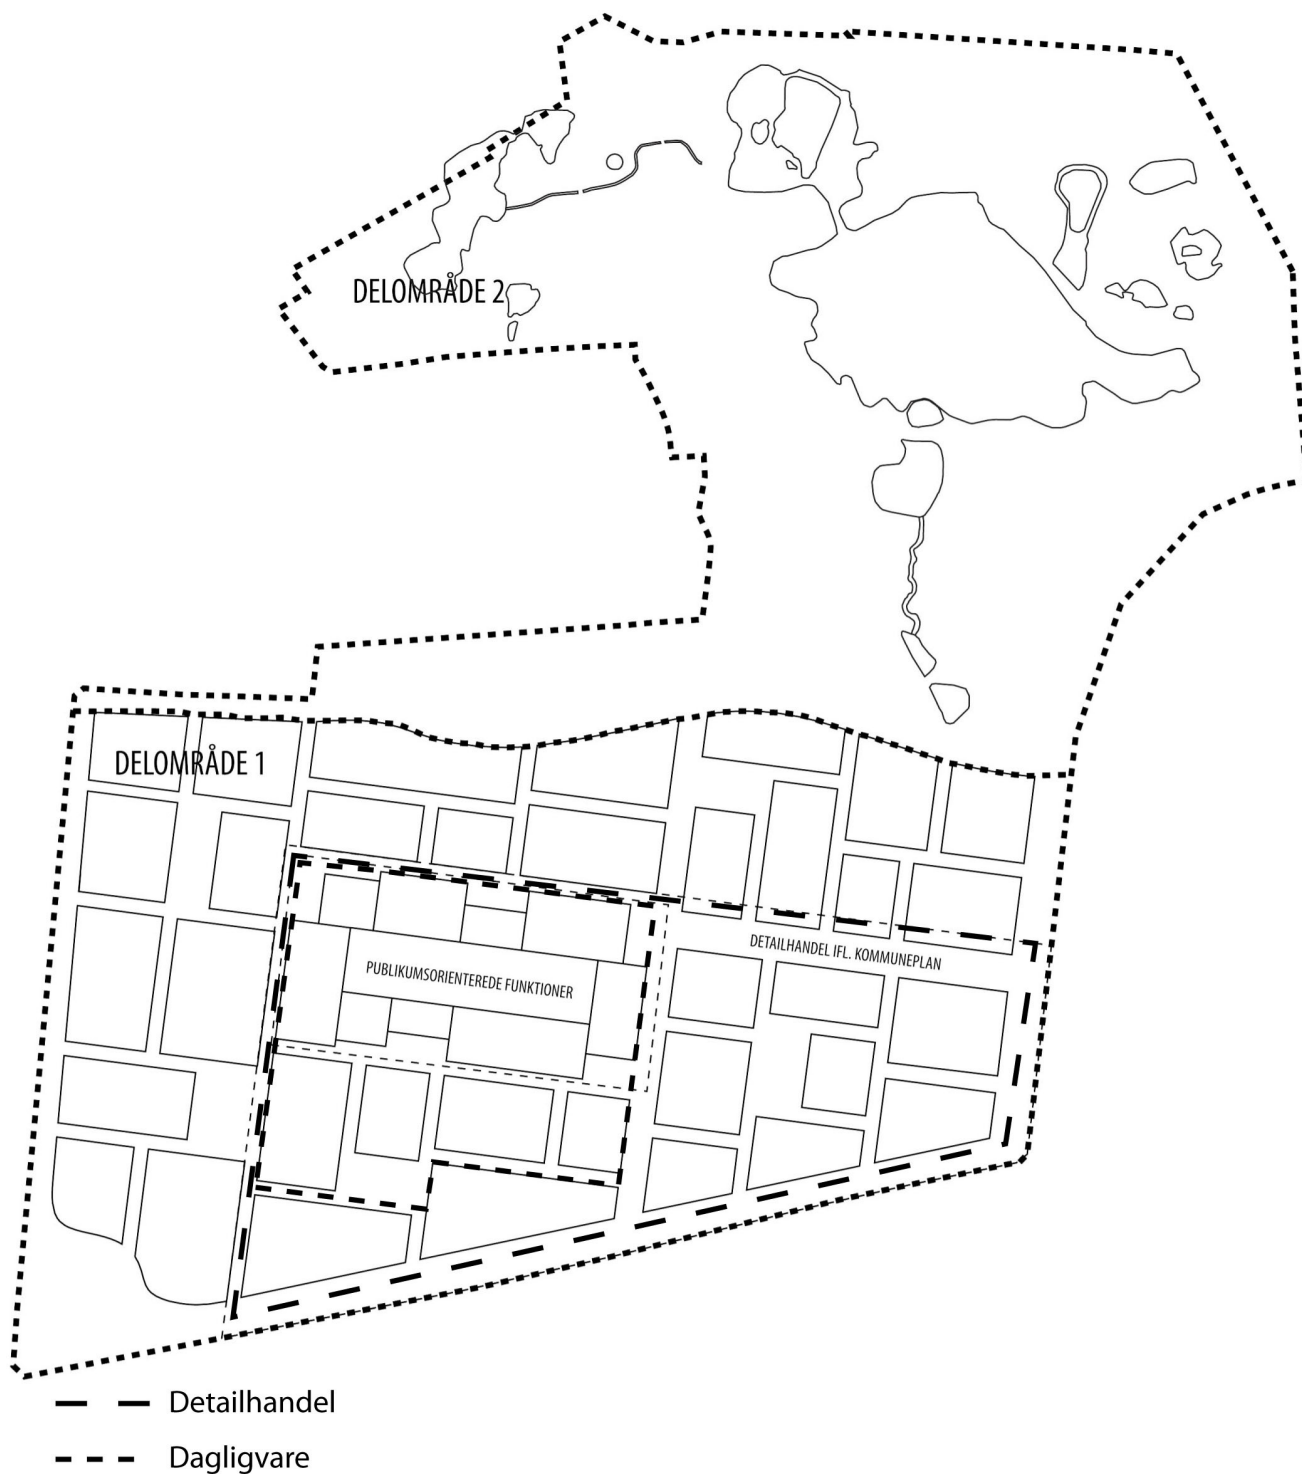 DELOMRÅDE 2
DELOMRÅDE 1
DETAILHANDEL IFL. KOMMUNEPLAN
PUBLIKUMSORIENTEREDE FUNKTIONER
Detailhandel
Dagligvare